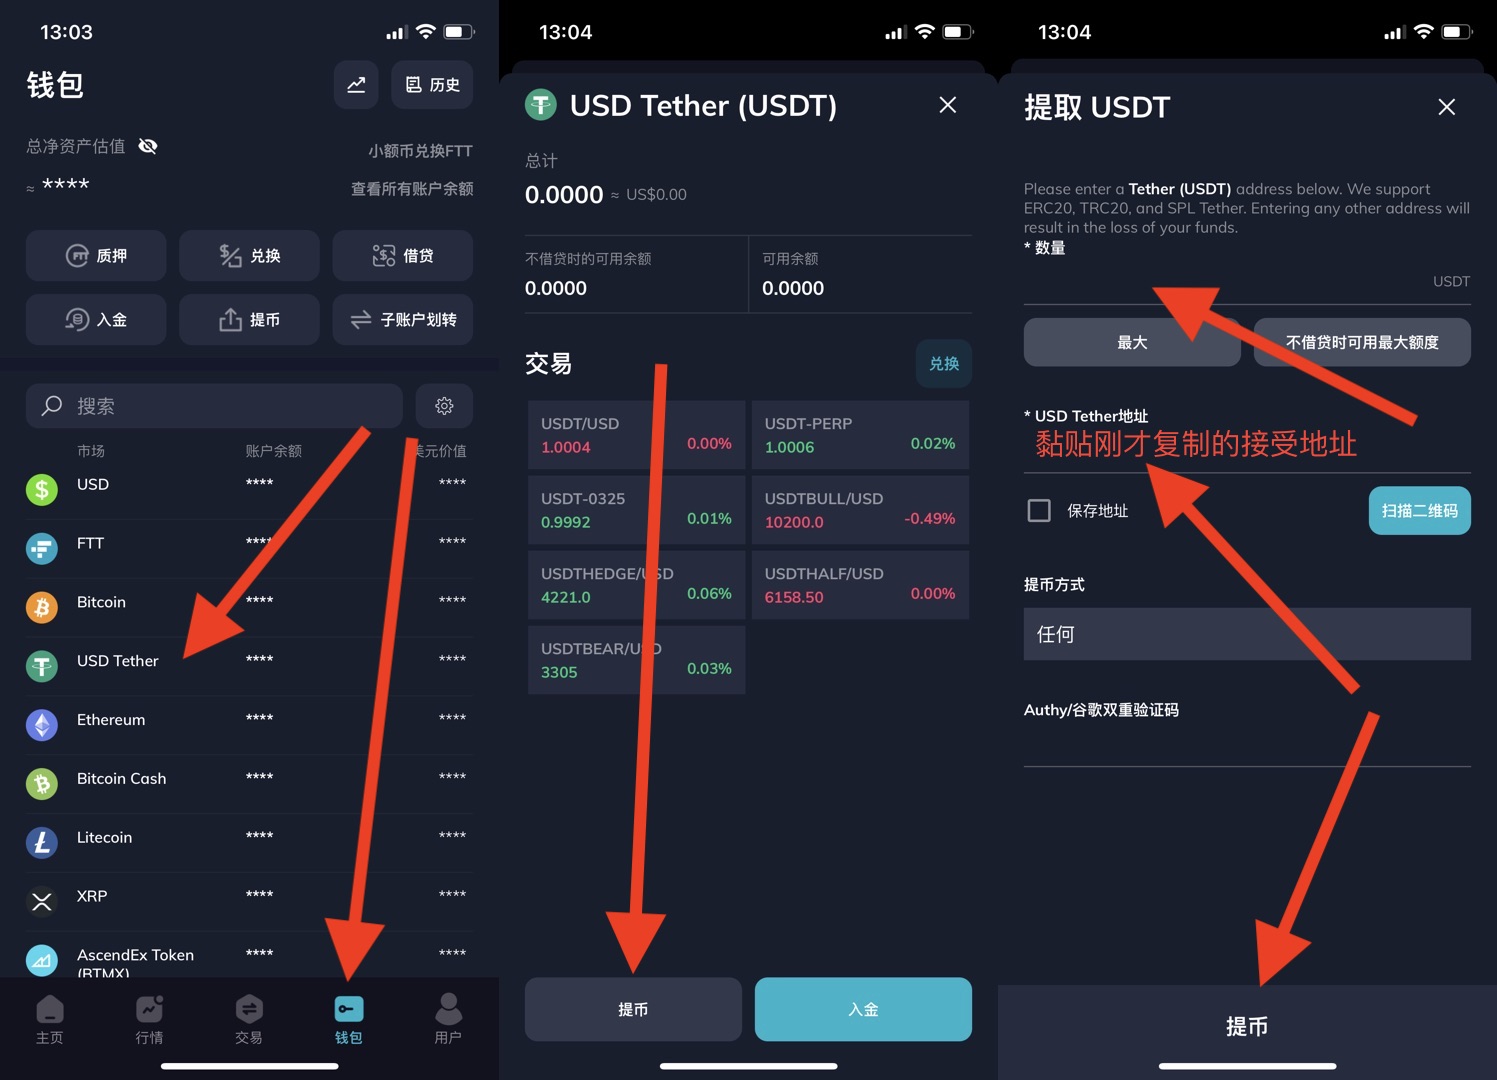 13:03
钱包
历史
总净资产估值
小额币兑换FTT
≈ ****
查看所有账户余额
质押
兑换
借贷
入金
提币
子账户划转
搜索
市场 账户余额 美元价值
USD **** ****
FTT **** ****
Bitcoin **** ****
USD Tether **** ****
Ethereum **** ****
Bitcoin Cash **** ****
Litecoin **** ****
XRP **** ****
AscendEx Token **** ****
(BTMX)
主页 行情 交易 钱包 用户
13:04
USD Tether (USDT)
总计
0.0000 ≈ US$0.00
不借贷时的可用余额 可用余额
0.0000 0.0000
交易
兑换
USDT/USD
1.0004 0.00%
USDT-PERP
1.0006 0.02%
USDT-0325
0.9992 0.01%
USDTBULL/USD
10200.0 -0.49%
USDTHEDGE/USD
4221.0 0.06%
USDTHALF/USD
6158.50 0.00%
USDTBEAR/USD
3305 0.03%
提币 入金
13:04
提取 USDT
Please enter a Tether (USDT) address below. We support
ERC20, TRC20, and SPL Tether. Entering any other address will
result in the loss of your funds.
* 数量
USDT
最大 不借贷时可用最大额度
* USD Tether地址
黏贴刚才复制的接受地址
保存地址
扫描二维码
提币方式
任何
Authy/谷歌双重验证码
提币